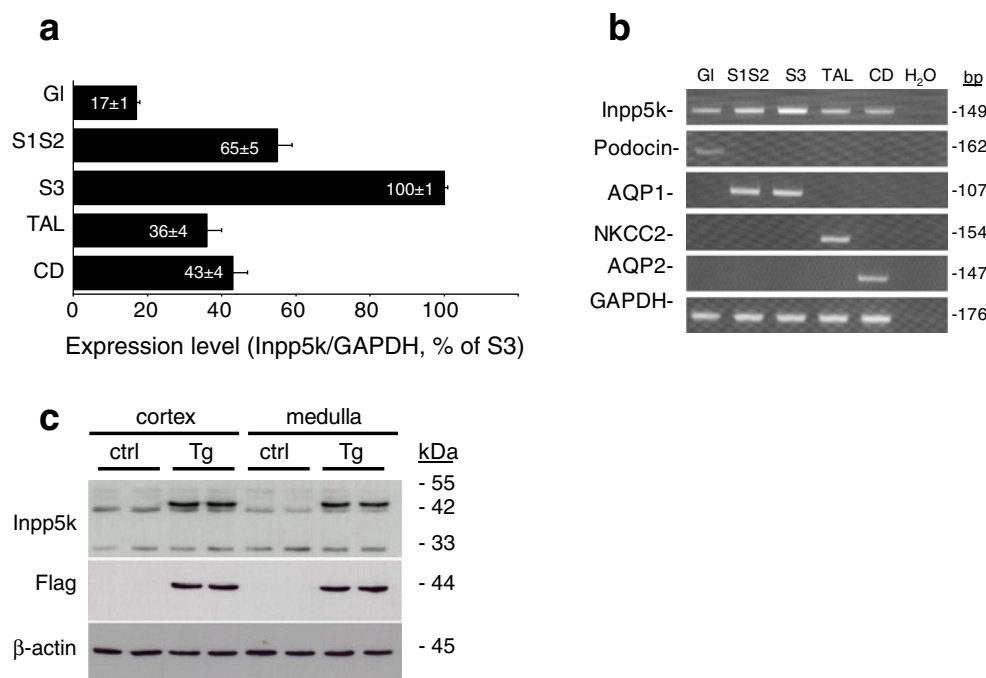 a
Gl
17±1
S1S2
65±5
S3
100±1
TAL
36±4
CD
43±4
0 20 40 60 80 100
Expression level (Inpp5k/GAPDH, % of S3)
b
Gl S1S2 S3 TAL CD H₂O bp
Inpp5k- -149
Podocin- -162
AQP1- -107
NKCC2- -154
AQP2- -147
GAPDH- -176
c
cortex medulla
ctrl Tg ctrl Tg kDa
- 55
Inpp5k - 42
- 33
Flag - 44
β-actin - 45